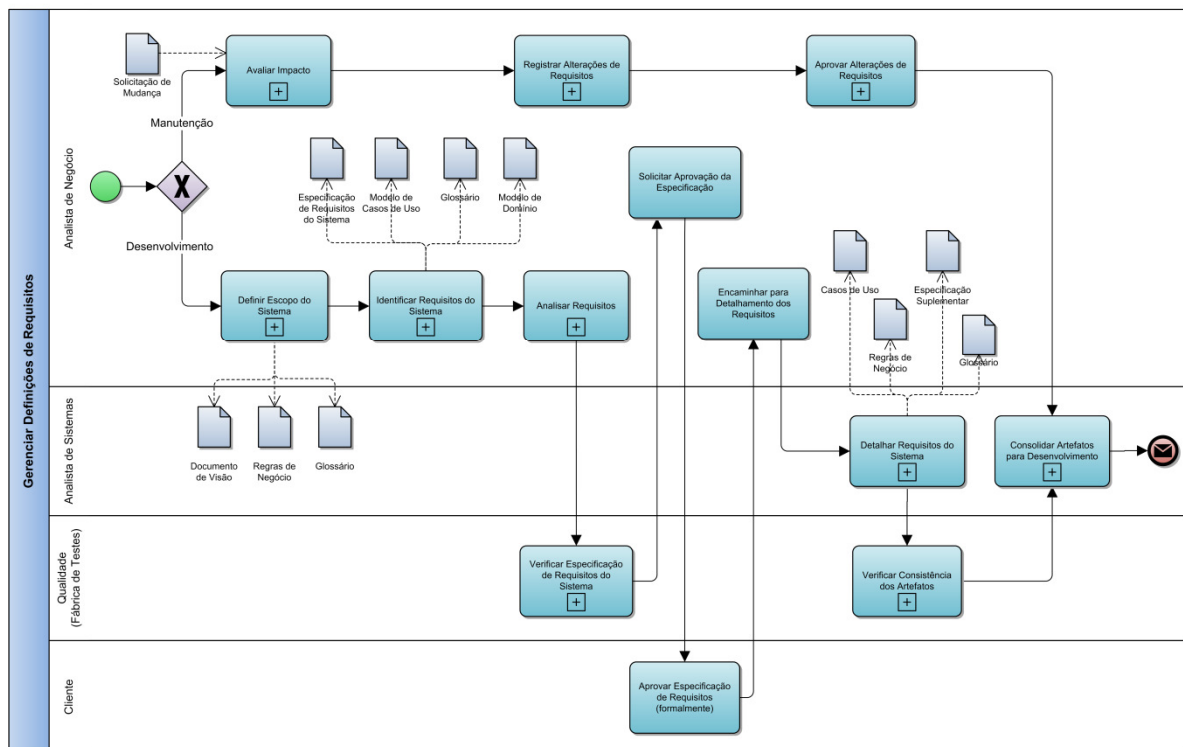 Gerenciar Definições de Requisitos
Analista de Negócio
Solicitação de
Mudança
Avaliar Impacto
Registrar Alterações de
Requisitos
Aprovar Alterações de
Requisitos
Manutenção
X
Desenvolvimento
Especificação
de Requisitos
do Sistema
Modelo de
Casos de Uso
Glossário
Modelo de
Domínio
Solicitar Aprovação da
Especificação
Definir Escopo do
Sistema
Identificar Requisitos do
Sistema
Analisar Requisitos
Encaminhar para
Detalhamento dos
Requisitos
Casos de Uso
Especificação
Suplementar
Regras de
Negócio
Glossário
Analista de Sistemas
Documento
de Visão
Regras de
Negócio
Glossário
Detalhar Requisitos do
Sistema
Consolidar Artefatos
para Desenvolvimento
Qualidade
(Fábrica de Testes)
Verificar Especificação
de Requisitos do
Sistema
Verificar Consistência
dos Artefatos
Cliente
Aprovar Especificação
de Requisitos
(formalmente)